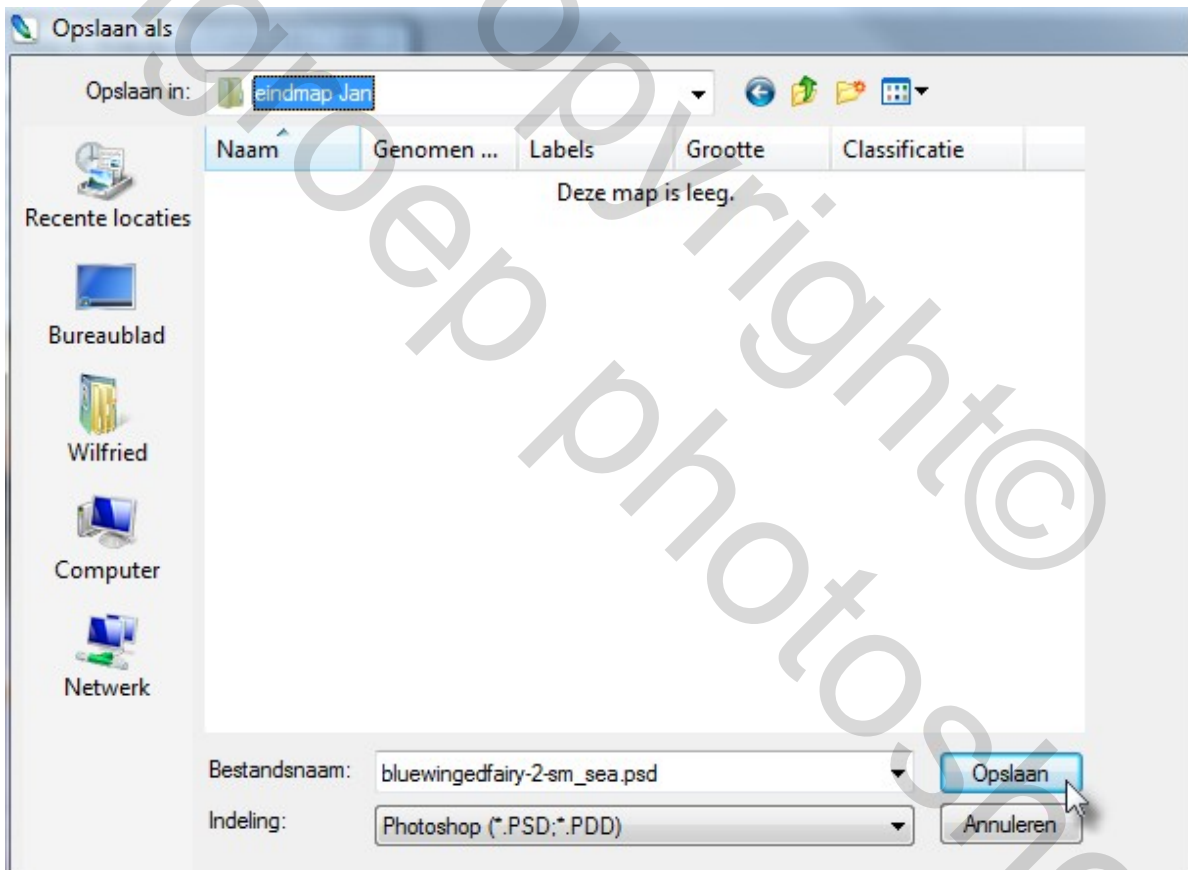 Opslaan als
Opslaan in: eindmap Jan
Naam Genomen ... Labels Grootte Classificatie
Deze map is leeg.
Recente locaties
Bureaublad
Wilfried
Computer
Netwerk
Bestandsnaam: bluewingedfairy-2-sm_sea.psd Opslaan
Indeling: Photoshop (*.PSD;*.PDD) Annuleren
copyright©
groep photosho